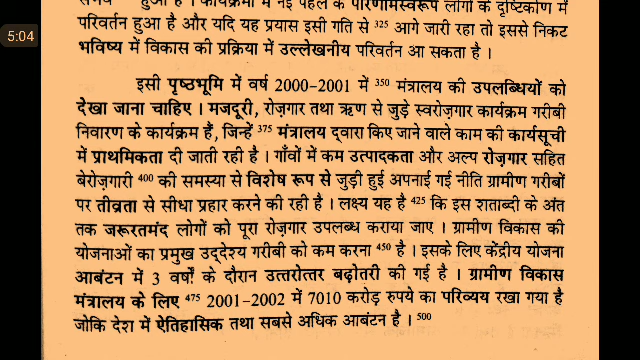 हुआ है । कार्यक्रमों में नई पहल के परिणामस्वरूप लोगों के दृष्टिकोण में
परिवर्तन हुआ है और यदि यह प्रयास इसी गति से ³²⁵ आगे जारी रहा तो इससे निकट
5:04
भविष्य में विकास की प्रक्रिया में उल्लेखनीय परिवर्तन आ सकता है ।
इसी पृष्ठभूमि में वर्ष 2000–2001 में ³⁵⁰ मंत्रालय की उपलब्धियों को
देखा जाना चाहिए । मजदूरी, रोज़गार तथा ऋण से जुड़े स्वरोज़गार कार्यक्रम गरीबी
निवारण के कार्यक्रम हैं, जिन्हें ³⁷⁵ मंत्रालय द्वारा किए जाने वाले काम की कार्यसूची
में प्राथमिकता दी जाती रही है । गाँवों में कम उत्पादकता और अल्प रोज़गार सहित
बेरोज़गारी ⁴⁰⁰ की समस्या से विशेष रूप से जुड़ी हुई अपनाई गई नीति ग्रामीण गरीबों
पर तीव्रता से सीधा प्रहार करने की रही है । लक्ष्य यह है ⁴²⁵ कि इस शताब्दी के अंत
तक जरूरतमंद लोगों को पूरा रोज़गार उपलब्ध कराया जाए । ग्रामीण विकास की
योजनाओं का प्रमुख उद्देश्य गरीबी को कम करना ⁴⁵⁰ है । इसके लिए केंद्रीय योजना
आबंटन में 3 वर्षों के दौरान उत्तरोत्तर बढ़ोतरी की गई है । ग्रामीण विकास
मंत्रालय के लिए ⁴⁷⁵ 2001–2002 में 7010 करोड़ रुपये का परिव्यय रखा गया है
जोकि देश में ऐतिहासिक तथा सबसे अधिक आबंटन है । ⁵⁰⁰